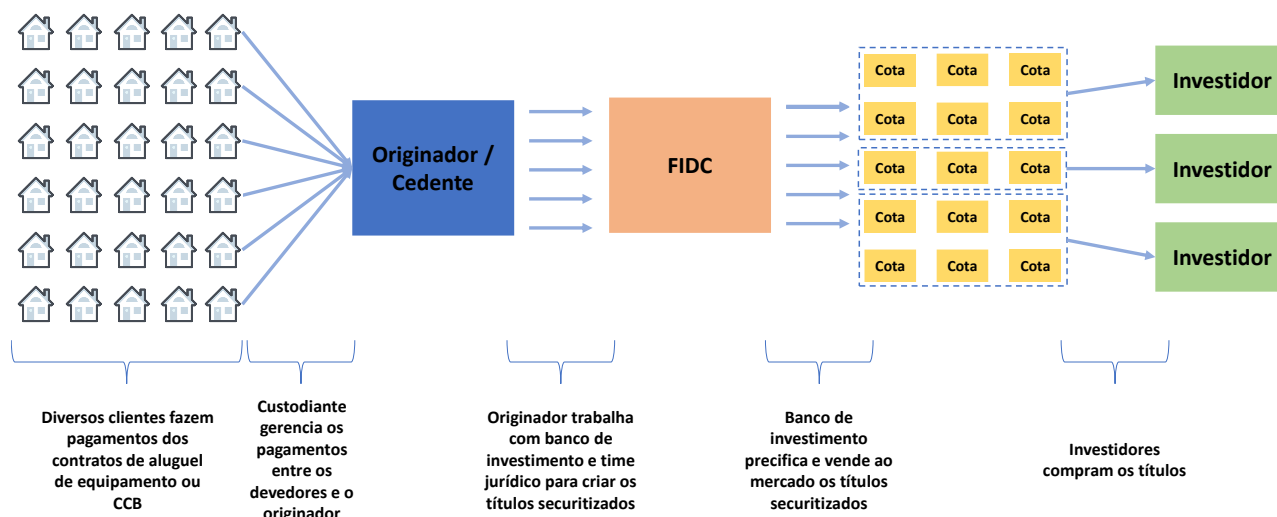 Originador /
Cedente
FIDC
Cota Cota Cota
Cota Cota Cota
Cota Cota Cota
Cota Cota Cota
Cota Cota Cota
Investidor
Investidor
Investidor
Diversos clientes fazem
pagamentos dos
contratos de aluguel
de equipamento ou
CCB
Custodiante
gerencia os
pagamentos
entre os
devedores e o
originador
Originador trabalha
com banco de
investimento e time
jurídico para criar os
títulos securitizados
Banco de
investimento
precifica e vende ao
mercado os títulos
securitizados
Investidores
compram os títulos